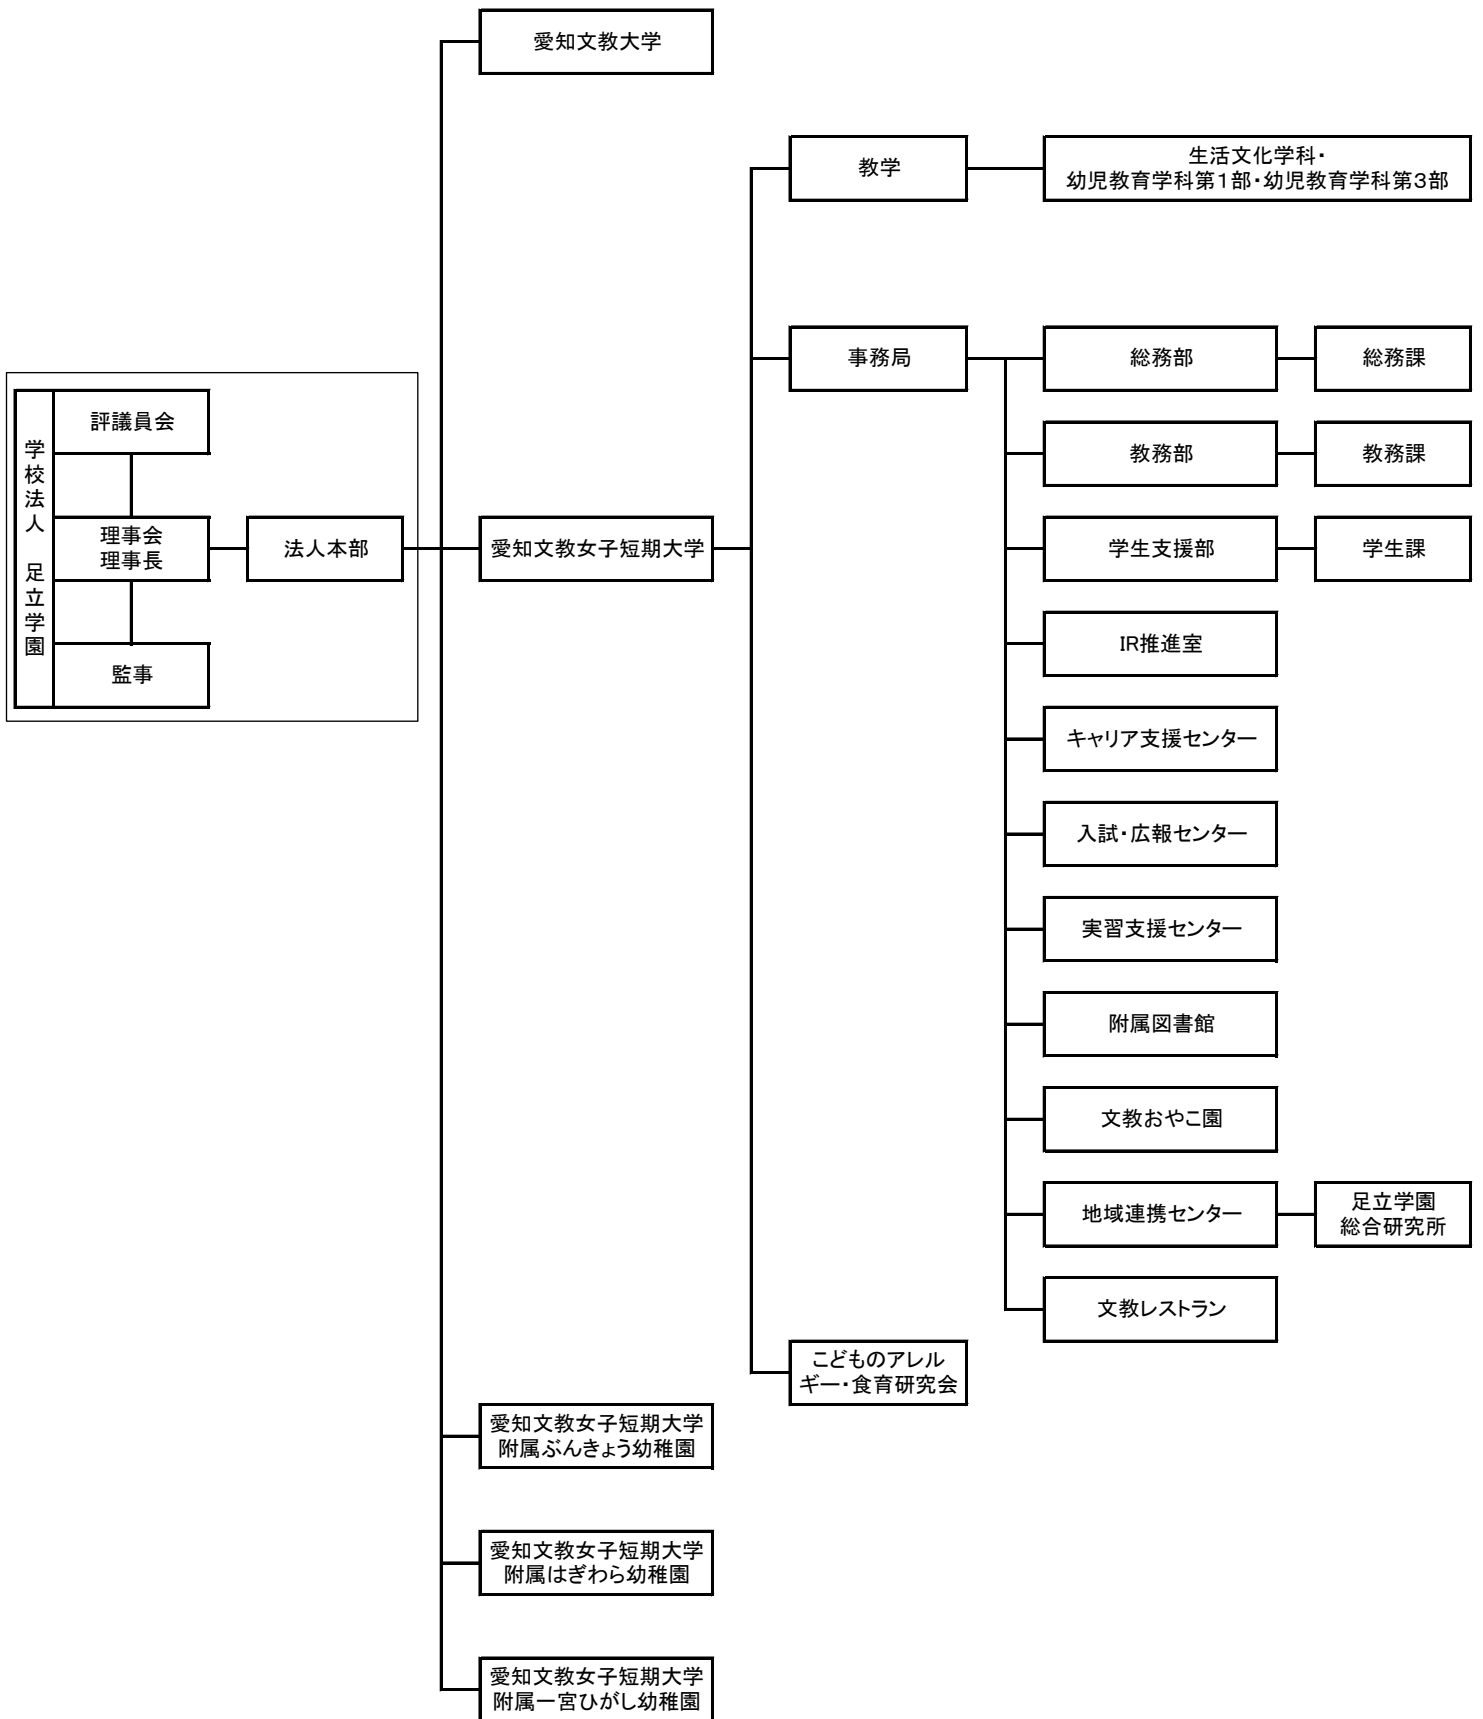 愛知文教大学
教学
生活文化学科・
幼児教育学科第1部・幼児教育学科第3部
事務局
総務部
総務課
学校法人 足立学園
評議員会
教務部
教務課
理事会
理事長
法人本部
愛知文教女子短期大学
学生支援部
学生課
監事
IR推進室
キャリア支援センター
入試・広報センター
実習支援センター
附属図書館
文教おやこ園
地域連携センター
足立学園
総合研究所
文教レストラン
こどものアレル
ギー・食育研究会
愛知文教女子短期大学
附属ぶんきょう幼稚園
愛知文教女子短期大学
附属はぎわら幼稚園
愛知文教女子短期大学
附属一宮ひがし幼稚園